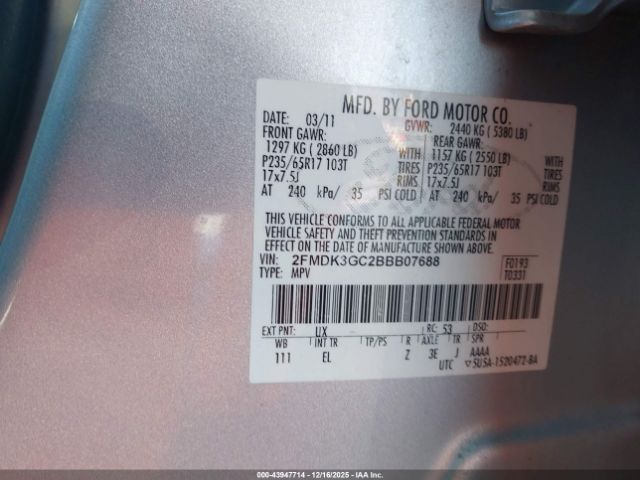 MFD. BY FORD MOTOR CO.
DATE: 03/11 GVWR: 2440 KG ( 5380 LB)
FRONT GAWR: REAR GAWR:
1297 KG ( 2860 LB) WITH 1157 KG ( 2550 LB) WITH
P235/65R17 103T TIRES P235/65R17 103T TIRES
17x7.5J RIMS 17x7.5J RIMS
AT 240 kPa/ 35 PSI COLD AT 240 kPa/ 35 PSI COLD
THIS VEHICLE CONFORMS TO ALL APPLICABLE FEDERAL MOTOR
VEHICLE SAFETY AND THEFT PREVENTION STANDARDS IN
EFFECT ON THE DATE OF MANUFACTURE SHOWN ABOVE.
VIN: 2FMDK3GC2BBB07688 F0193
TYPE: MPV T0331
EXT PNT: UX RC: 53 DSO:
WB INT TR TP/PS R AXLE TR SPR
111 EL Z 3E J AAAA
UTC ▽5U5A-1520472-BA
000-43947714 - 12/16/2025 - IAA Inc.